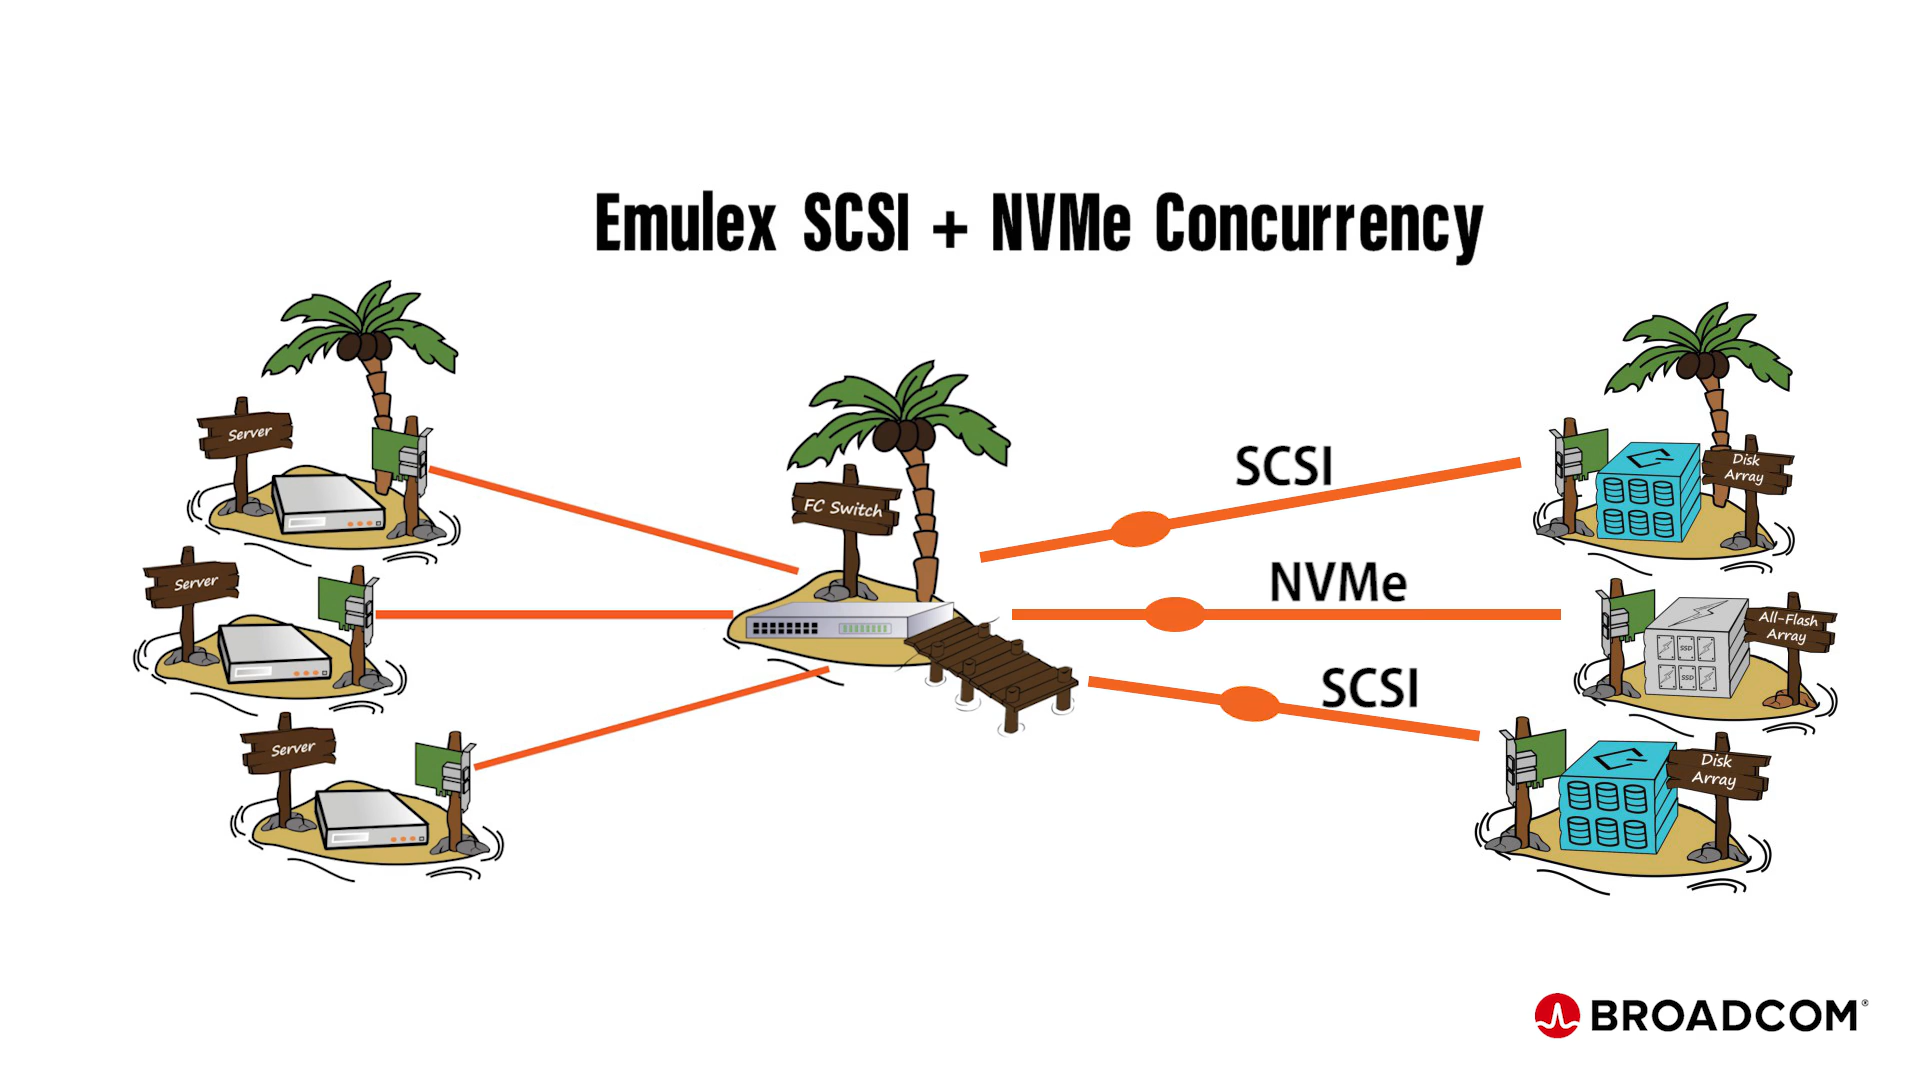 Emulex SCSI + NVMe Concurrency
Server
Server
Server
FC Switch
SCSI
NVMe
SCSI
Disk
Array
All-Flash
Array
SSD
SSD
Disk
Array
BROADCOM®